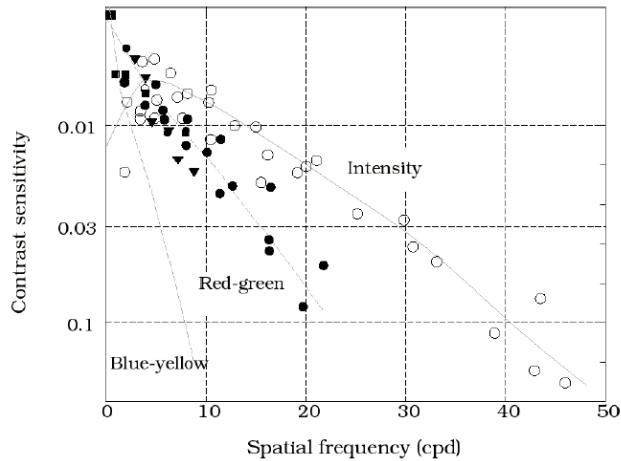 Contrast sensitivity
0.01
0.03
0.1
Intensity
Red-green
Blue-yellow
0
10
20
30
40
50
Spatial frequency (cpd)